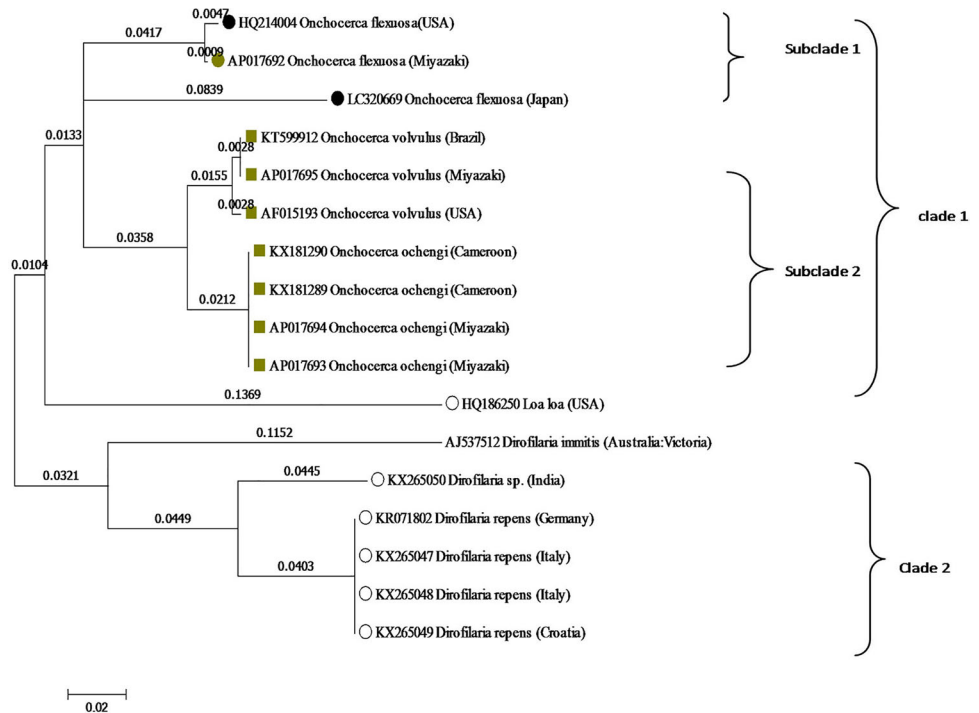 0.0047
HQ214004 Onchocerca flexuosa(USA)
0.0417
0.0009
AP017692 Onchocerca flexuosa (Miyazaki)
Subclade 1
0.0839
LC320669 Onchocerca flexuosa (Japan)
0.0133
KT599912 Onchocerca volvulus (Brazil)
0.0028
0.0155
AP017695 Onchocerca volvulus (Miyazaki)
0.0028
AF015193 Onchocerca volvulus (USA)
clade 1
0.0358
KX181290 Onchocerca ochengi (Cameroon)
0.0104
Subclade 2
KX181289 Onchocerca ochengi (Cameroon)
0.0212
AP017694 Onchocerca ochengi (Miyazaki)
AP017693 Onchocerca ochengi (Miyazaki)
0.1369
HQ186250 Loa loa (USA)
0.1152
AJ537512 Dirofilaria immitis (Australia:Victoria)
0.0321
0.0445
KX265050 Dirofilaria sp. (India)
0.0449
KR071802 Dirofilaria repens (Germany)
KX265047 Dirofilaria repens (Italy)
0.0403
Clade 2
KX265048 Dirofilaria repens (Italy)
KX265049 Dirofilaria repens (Croatia)
0.02